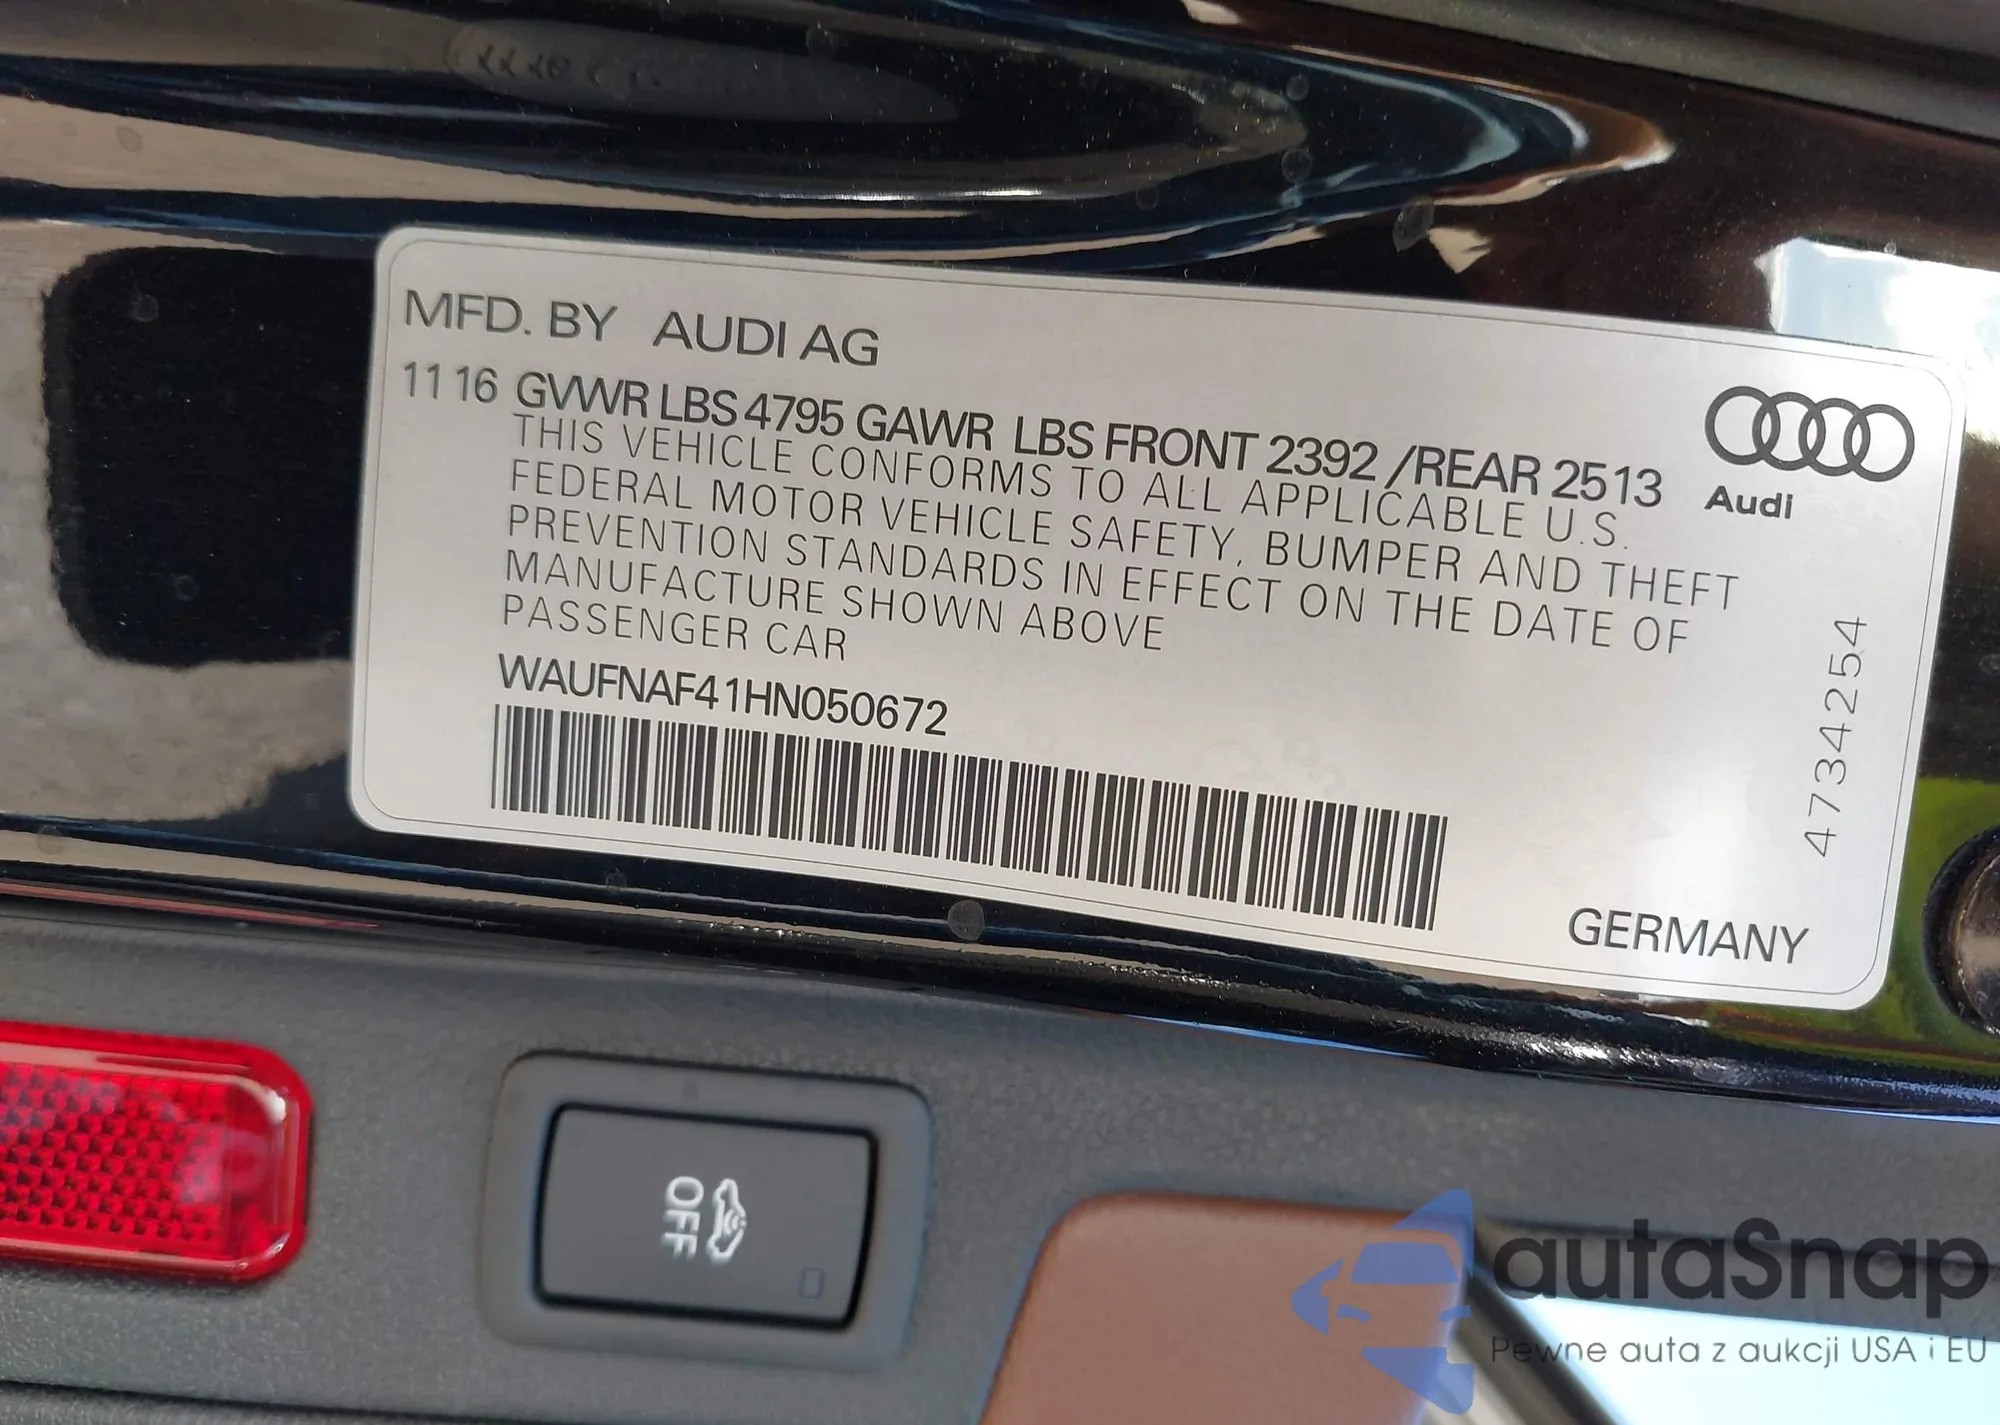 MFD. BY AUDI AG
11 16 GVWR LBS 4795 GAWR LBS FRONT 2392 /REAR 2513
THIS VEHICLE CONFORMS TO ALL APPLICABLE U.S.
FEDERAL MOTOR VEHICLE SAFETY, BUMPER AND THEFT
PREVENTION STANDARDS IN EFFECT ON THE DATE OF
MANUFACTURE SHOWN ABOVE
PASSENGER CAR
WAUFNAF41HN050672
Audi
4734254
GERMANY
OFF
autaSnap
Pewne auta z aukcji USA i EU